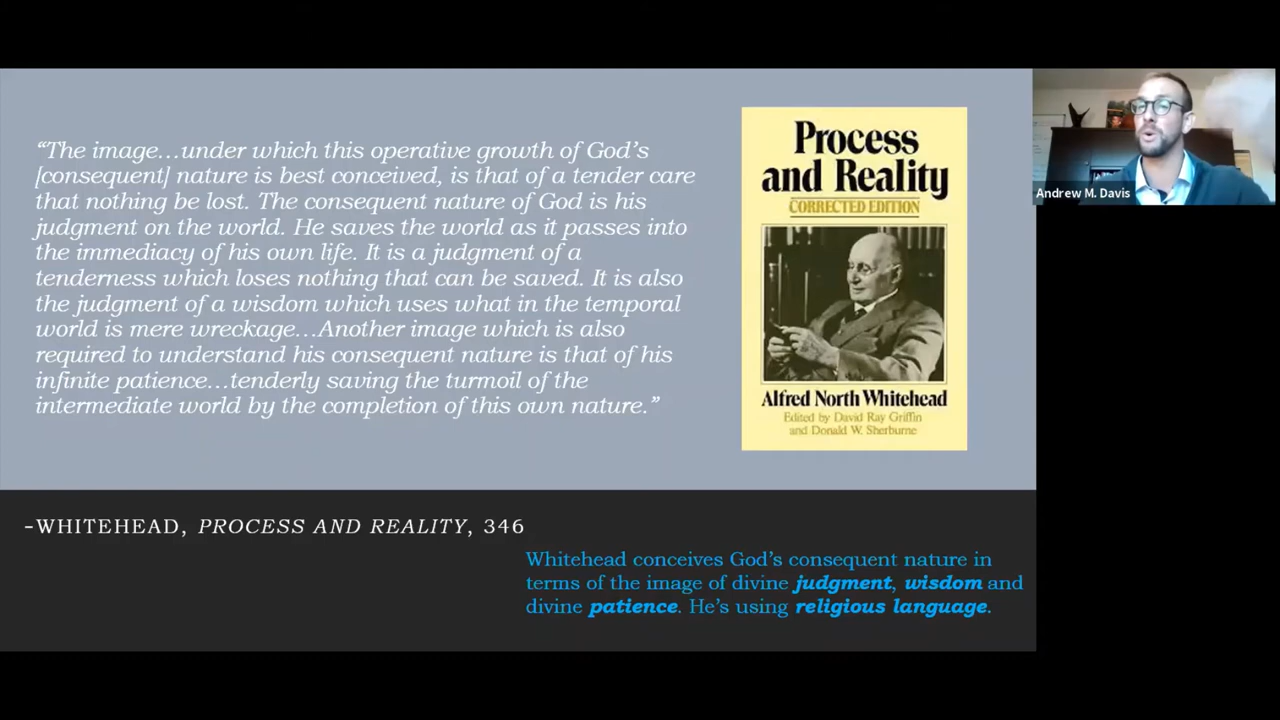 “The image…under which this operative growth of God’s
[consequent] nature is best conceived, is that of a tender care
that nothing be lost. The consequent nature of God is his
judgment on the world. He saves the world as it passes into
the immediacy of his own life. It is a judgment of a
tenderness which loses nothing that can be saved. It is also
the judgment of a wisdom which uses what in the temporal
world is mere wreckage…Another image which is also
required to understand his consequent nature is that of his
infinite patience…tenderly saving the turmoil of the
intermediate world by the completion of this own nature.”
Process
and Reality
CORRECTED EDITION
Alfred North Whitehead
Edited by David Ray Griffin
and Donald W. Sherburne
Andrew M. Davis
-WHITEHEAD, PROCESS AND REALITY, 346
Whitehead conceives God’s consequent nature in
terms of the image of divine judgment, wisdom and
divine patience. He’s using religious language.